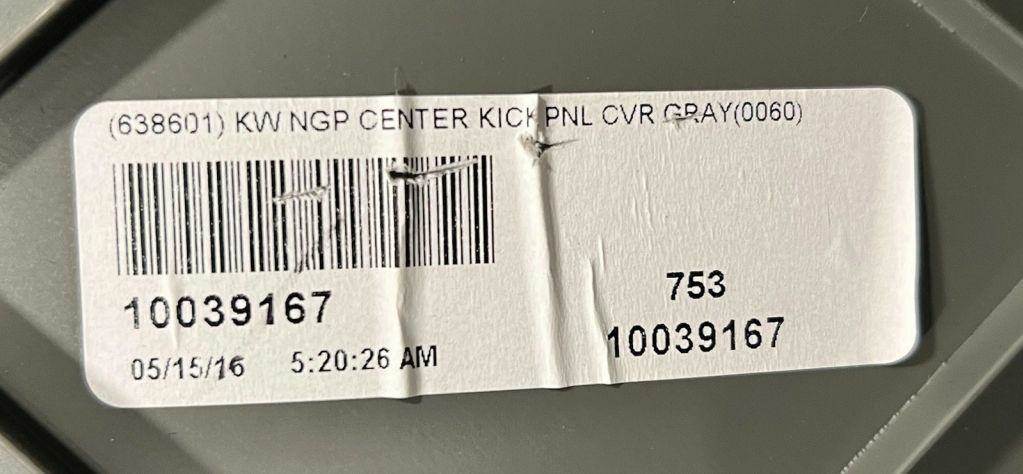 (638601) KW NGP CENTER KICK PNL CVR GRAY(0060)
10039167
05/15/16 5:20:26 AM
753
10039167